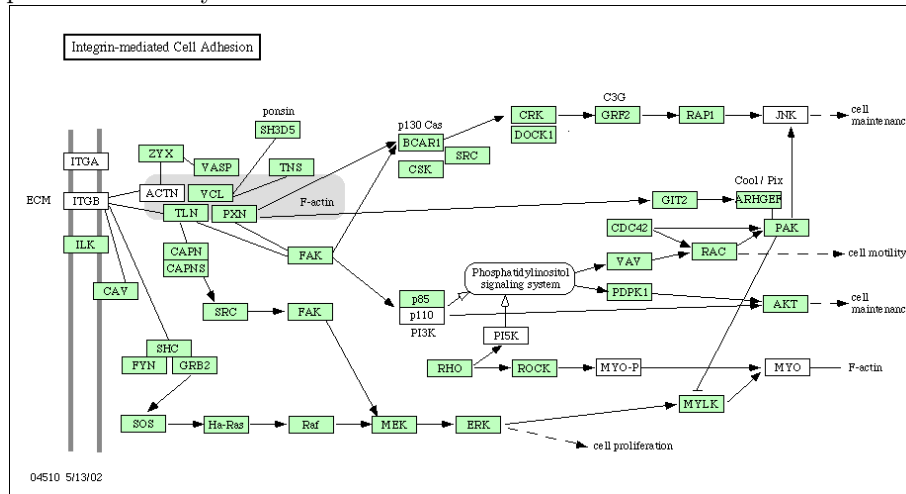 Integrin-mediated Cell Adhesion
C3G
ponsin
p130 Cas
CRK
GRF2
RAP1
JNK
cell
maintenanc
SH3D5
DOCK1
BCAR1
ZYX
SRC
ITGA
VASP
TNS
CSK
Cool / Pix
ACTN
VCL
ECM
ITGB
F-actin
GIT2
ARHGEF
TLN
PXN
CDC42
PAK
ILK
CAPN
FAK
RAC
cell motility
CAPNS
Phosphatidylinositol
signaling system
VAV
CAV
p85
PDPK1
AKT
cell
maintenanc
SRC
FAK
p110
PI3K
PI5K
SHC
FYN
GRB2
RHO
ROCK
MYO-P
MYO
F-actin
MYLK
SOS
Ha-Ras
Raf
MEK
ERK
cell proliferation
04510 5/13/02